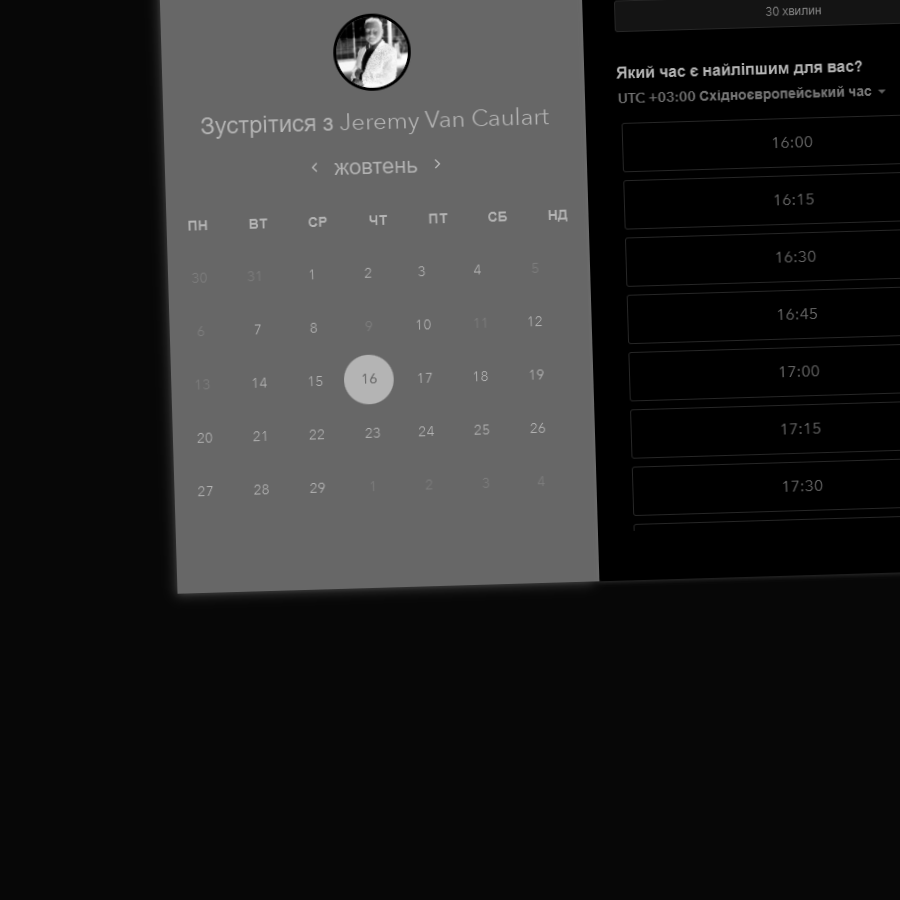 Зустрітися з Jeremy Van Caulart
жовтень
ПН ВТ СР ЧТ ПТ СБ НД
30 31 1 2 3 4 5
6 7 8 9 10 11 12
13 14 15 16 17 18 19
20 21 22 23 24 25 26
27 28 29 1 2 3 4
30 хвилин
Який час є найліпшим для вас?
UTC +03:00 Східноєвропейський час
16:00
16:15
16:30
16:45
17:00
17:15
17:30